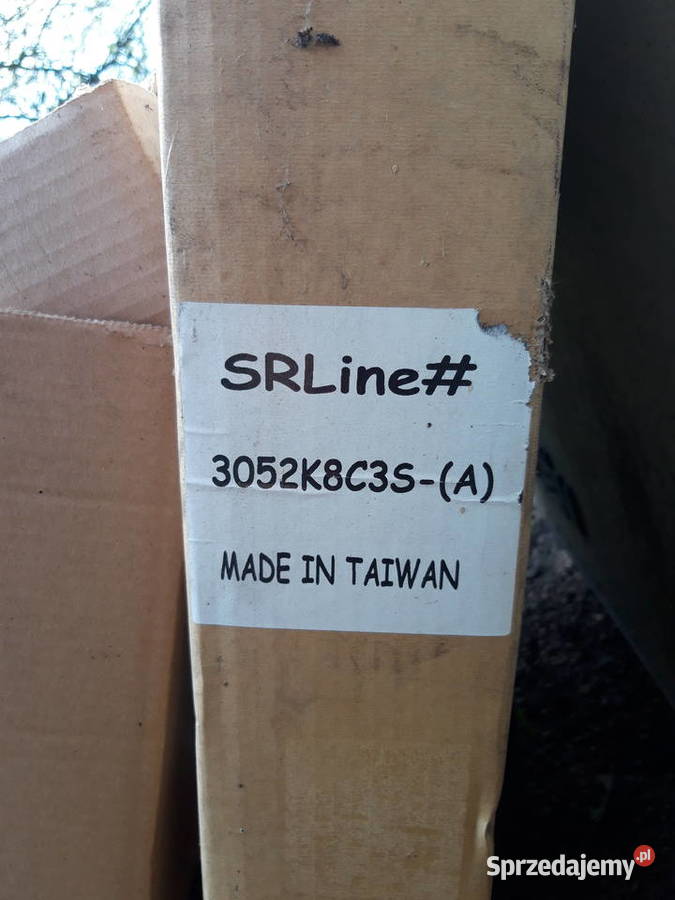 SRLine#
3052K8C3S-(A)
MADE IN TAIWAN
Sprzedajemy.pl